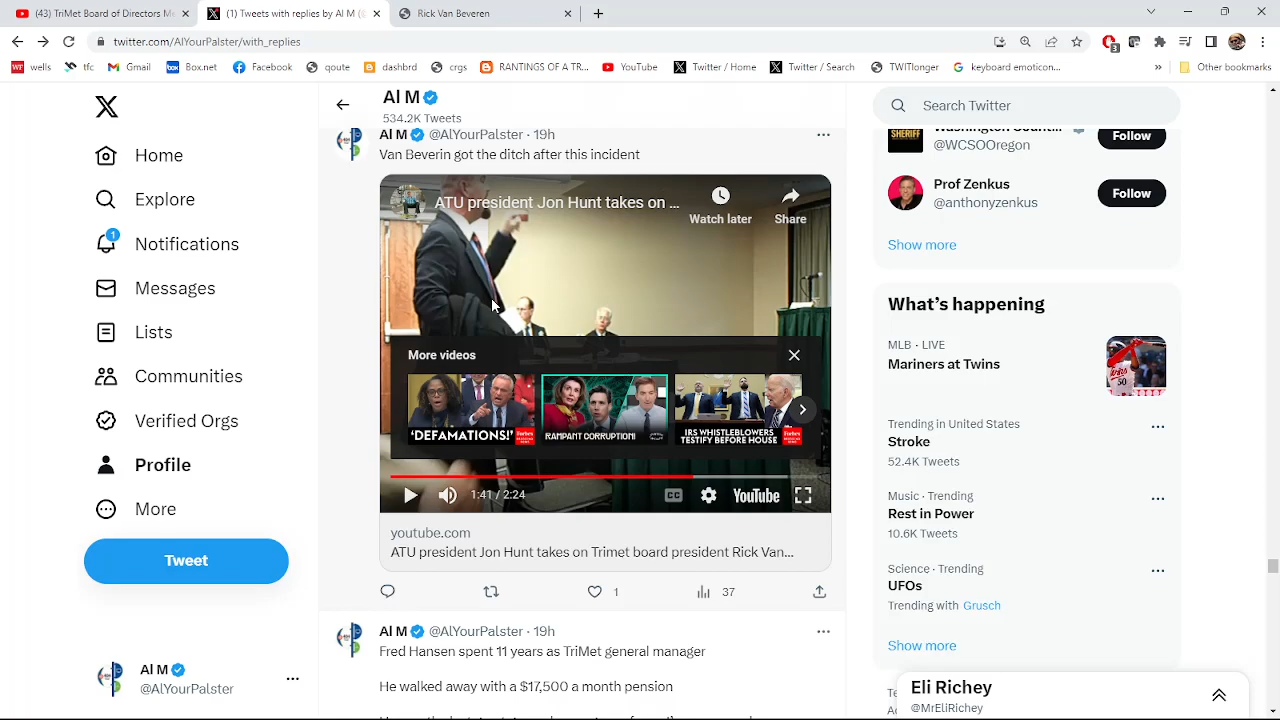 (43) TriMet Board of Directors Me
(1) Tweets with replies by Al M (
Rick Van Beveren
twitter.com/AlYourPalster/with_replies
wells
tfc
Gmail
Box.net
Facebook
qoute
dashbrd
orgs
RANTINGS OF A TR...
YouTube
Twitter / Home
Twitter / Search
TWITlonger
keyboard emoticon...
»
Other bookmarks
Home
Explore
1
Notifications
Messages
Lists
Communities
Verified Orgs
Profile
More
Tweet
Al M
@AlYourPalster
Al M
534.2K Tweets
Al M @AlYourPalster · 19h
Van Beverin got the ditch after this incident
ATU president Jon Hunt takes on ...
Watch later
Share
More videos
'DEFAMATIONS!'
Forbes
RAMPANT CORRUPTION!
IRS WHISTLEBLOWERS
TESTIFY BEFORE HOUSE
Forbes
1:41 / 2:24
CC
YouTube
youtube.com
ATU president Jon Hunt takes on Trimet board president Rick Van...
1
37
Al M @AlYourPalster · 19h
Fred Hansen spent 11 years as TriMet general manager
He walked away with a $17,500 a month pension
Search Twitter
SHERIFF
Washington Count...
@WCSOOregon
Follow
Prof Zenkus
@anthonyzenkus
Follow
Show more
What's happening
MLB · LIVE
Mariners at Twins
50
Trending in United States
Stroke
52.4K Tweets
Music · Trending
Rest in Power
10.6K Tweets
Science · Trending
UFOs
Trending with Grusch
Show more
Eli Richey
@MrEliRichey